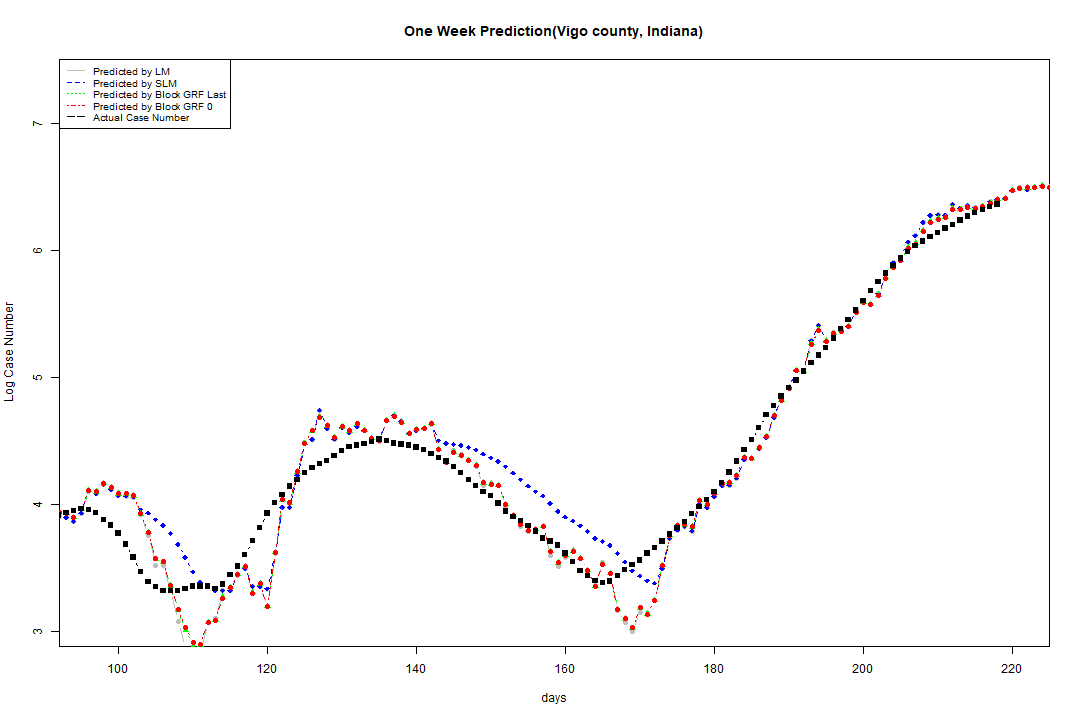 One Week Prediction(Vigo county, Indiana)
Predicted by LM
Predicted by SLM
Predicted by Block GRF Last
Predicted by Block GRF 0
Actual Case Number
7
6
5
4
3
Log Case Number
100 120 140 160 180 200 220
days